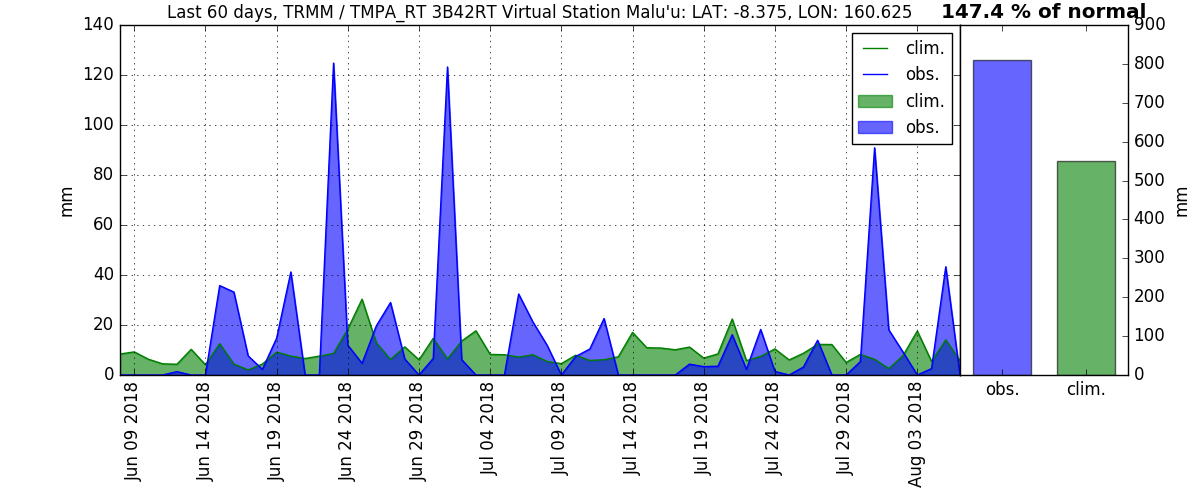 Last 60 days, TRMM / TMPA_RT 3B42RT Virtual Station Malu'u: LAT: -8.375, LON: 160.625
147.4 % of normal
140
120
100
80
60
40
20
0
mm
clim.
obs.
clim.
obs.
900
800
700
600
500
400
300
200
100
0
mm
Jun 09 2018
Jun 14 2018
Jun 19 2018
Jun 24 2018
Jun 29 2018
Jul 04 2018
Jul 09 2018
Jul 14 2018
Jul 19 2018
Jul 24 2018
Jul 29 2018
Aug 03 2018
obs.
clim.